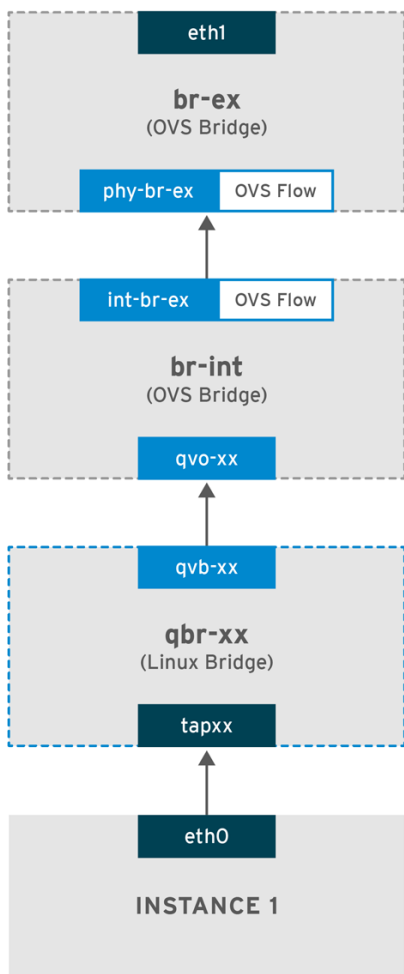 eth1
br-ex
(OVS Bridge)
phy-br-ex OVS Flow
int-br-ex OVS Flow
br-int
(OVS Bridge)
qvo-xx
qvb-xx
qbr-xx
(Linux Bridge)
tapxx
eth0
INSTANCE 1